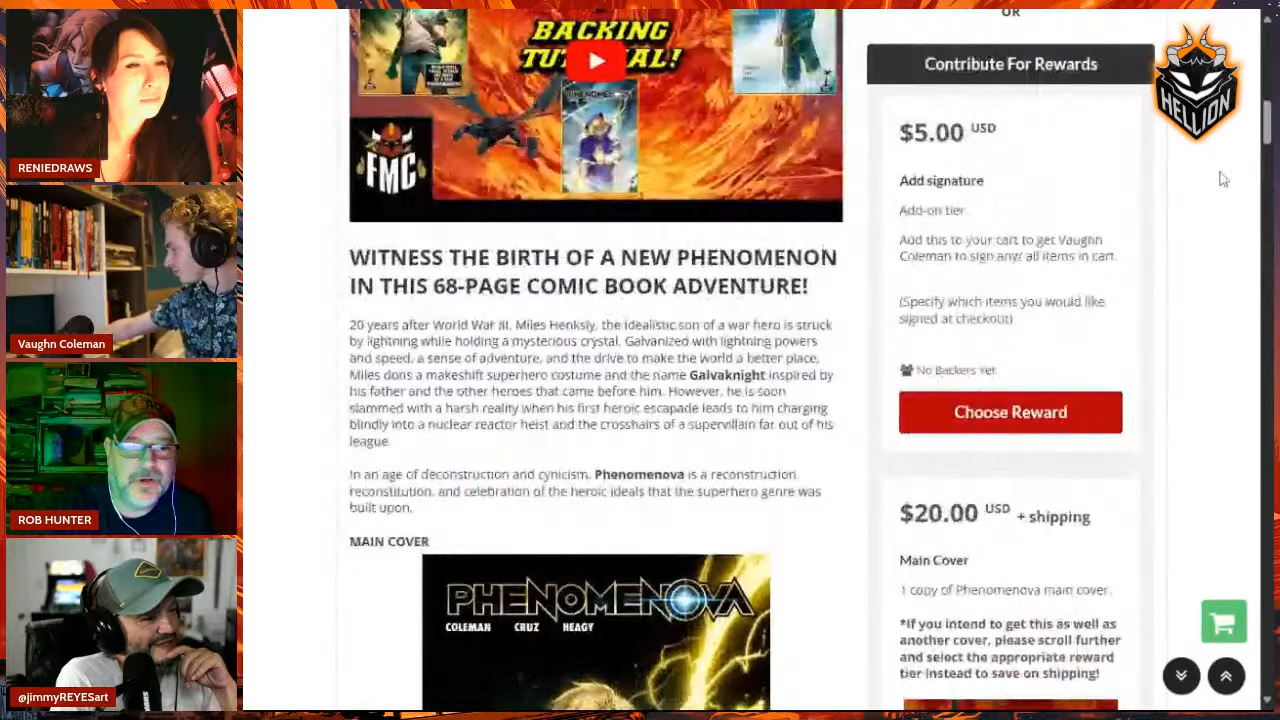 RENIEDRAWS
Vaughn Coleman
ROB HUNTER
@jimmyREYESart
BACKING
TUTORIAL!
PHENOMENOVA
FMC
WITNESS THE BIRTH OF A NEW PHENOMENON
IN THIS 68-PAGE COMIC BOOK ADVENTURE!
20 years after World War III, Miles Henksly, the idealistic son of a war hero is struck
by lightning while holding a mysterious crystal. Galvanized with lightning powers
and speed, a sense of adventure, and the drive to make the world a better place,
Miles dons a makeshift superhero costume and the name Galvaknight inspired by
his father and the other heroes that came before him. However, he is soon
slammed with a harsh reality when his first heroic escapade leads to him charging
blindly into a nuclear reactor heist and the crosshairs of a supervillain far out of his
league.
In an age of deconstruction and cynicism, Phenomenova is a reconstruction,
reconstitution, and celebration of the heroic ideals that the superhero genre was
built upon.
MAIN COVER
PHENOMENOVA
COLEMAN CRUZ HEAGY
OR
Contribute For Rewards
$5.00 USD
Add signature
Add-on tier
Add this to your cart to get Vaughn
Coleman to sign any/ all items in cart.
(Specify which items you would like
signed at checkout)
No Backers Yet
Choose Reward
$20.00 USD + shipping
Main Cover
1 copy of Phenomenova main cover.
*If you intend to get this as well as
another cover, please scroll further
and select the appropriate reward
tier instead to save on shipping!
HELLION